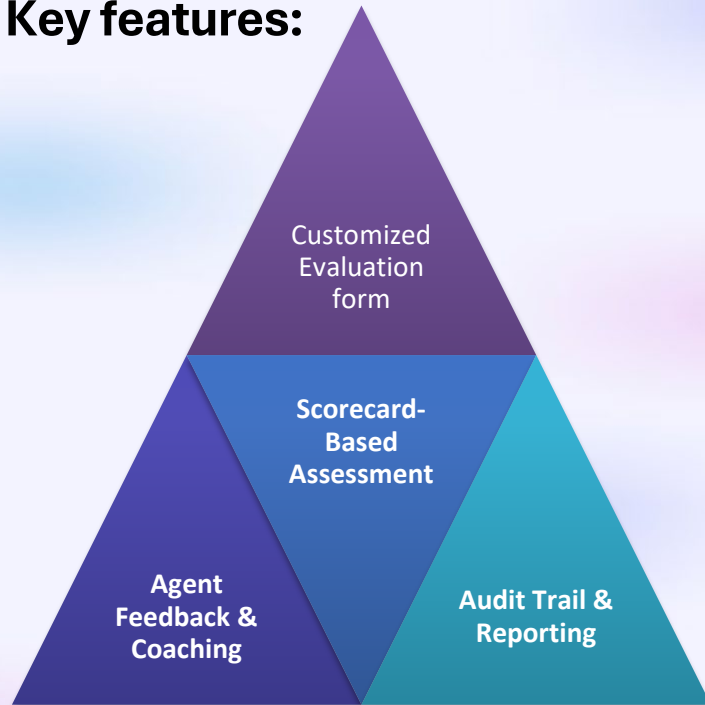 Key features:
Customized
Evaluation
form
Scorecard-
Based
Assessment
Agent
Feedback &
Coaching
Audit Trail &
Reporting